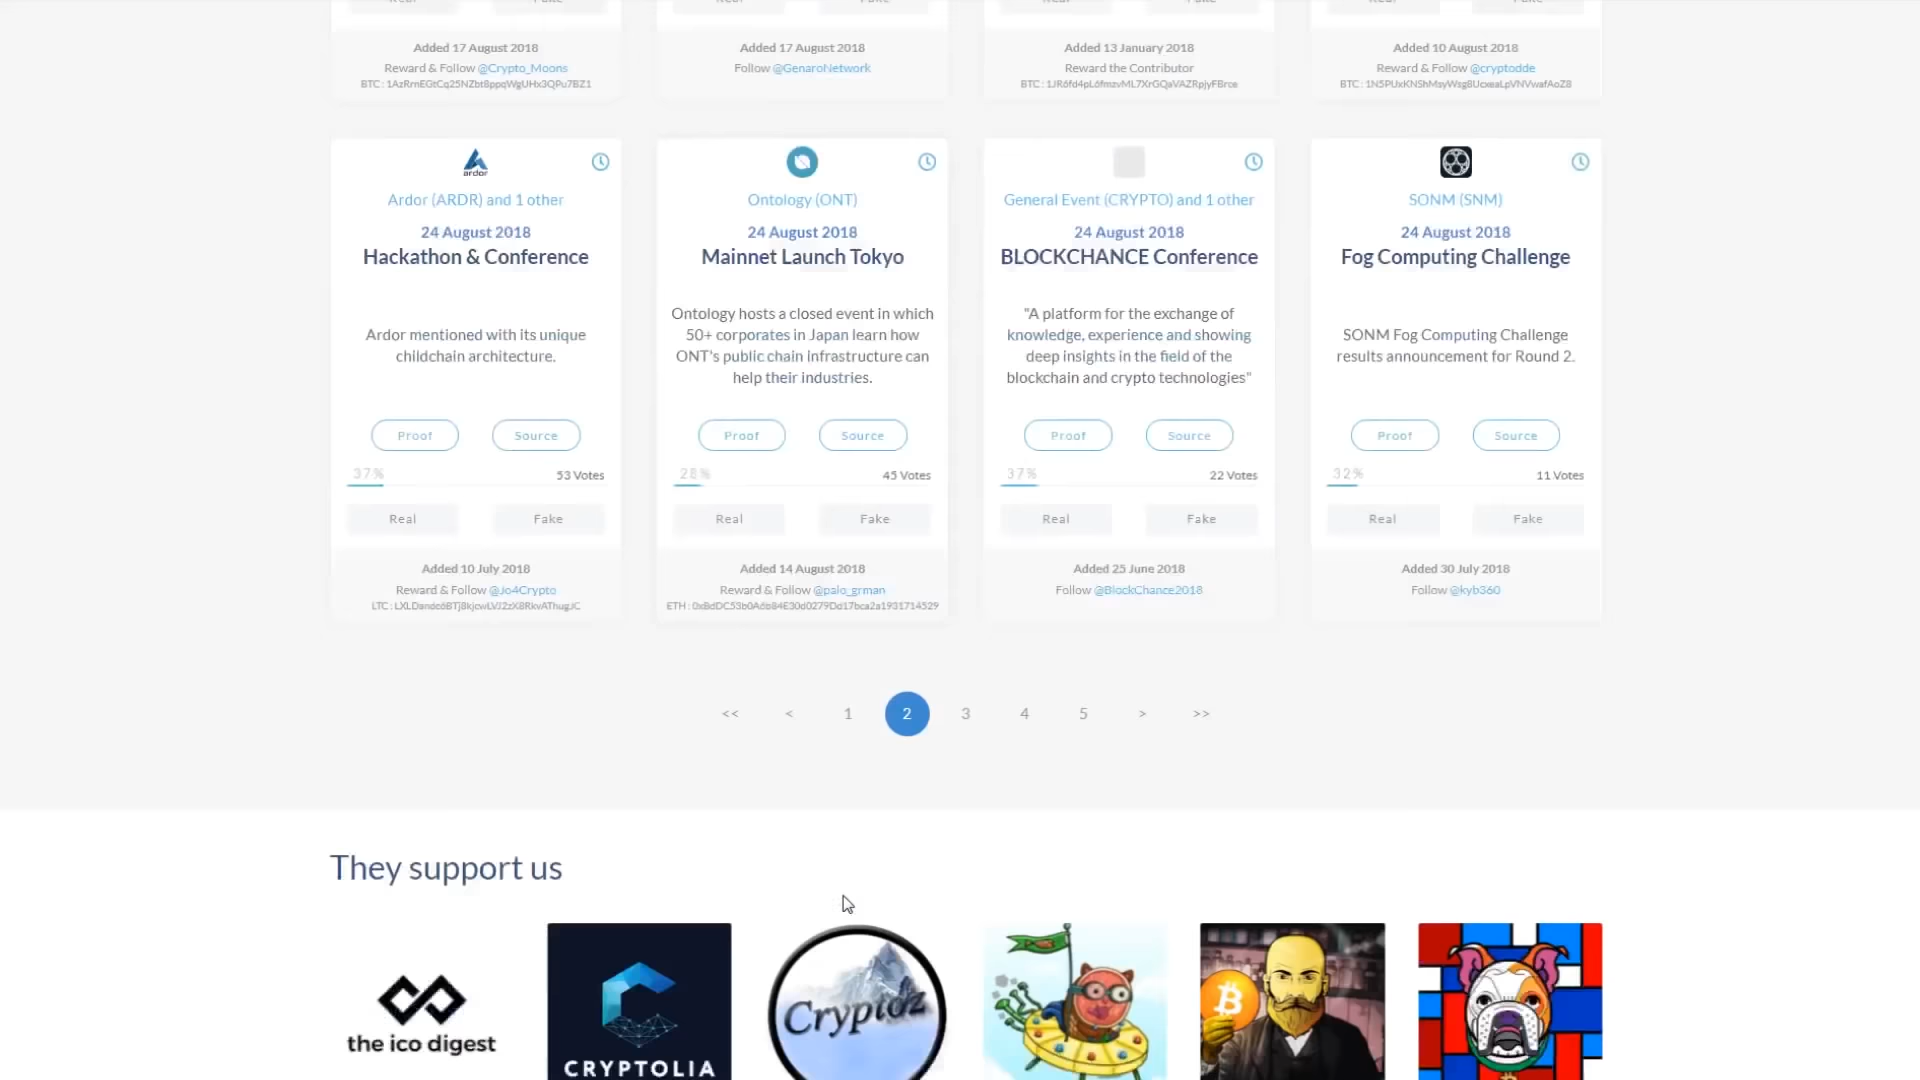 Real Fake Real Fake Real Fake Real Fake
Added 17 August 2018
Reward & Follow @Crypto_Moons
Added 17 August 2018
Follow @GenaroNetwork
Added 13 January 2018
Reward the Contributor
Added 10 August 2018
Reward & Follow @cryptodde
ardor
Ardor (ARDR) and 1 other
24 August 2018
Hackathon & Conference
Ardor mentioned with its unique
childchain architecture.
Proof Source
37% 53 Votes
Real Fake
Added 10 July 2018
Reward & Follow @Jo4Crypto
Ontology (ONT)
24 August 2018
Mainnet Launch Tokyo
Ontology hosts a closed event in which
50+ corporates in Japan learn how
ONT's public chain infrastructure can
help their industries.
Proof Source
28% 45 Votes
Real Fake
Added 14 August 2018
Reward & Follow @palo_grman
General Event (CRYPTO) and 1 other
24 August 2018
BLOCKCHANCE Conference
"A platform for the exchange of
knowledge, experience and showing
deep insights in the field of the
blockchain and crypto technologies"
Proof Source
37% 22 Votes
Real Fake
Added 25 June 2018
Follow @BlockChance2018
SONM (SNM)
24 August 2018
Fog Computing Challenge
SONM Fog Computing Challenge
results announcement for Round 2.
Proof Source
32% 11 Votes
Real Fake
Added 30 July 2018
Follow @kyb360
<< < 1 2 3 4 5 > >>
They support us
the ico digest
CRYPTOLIA
Cryptoz